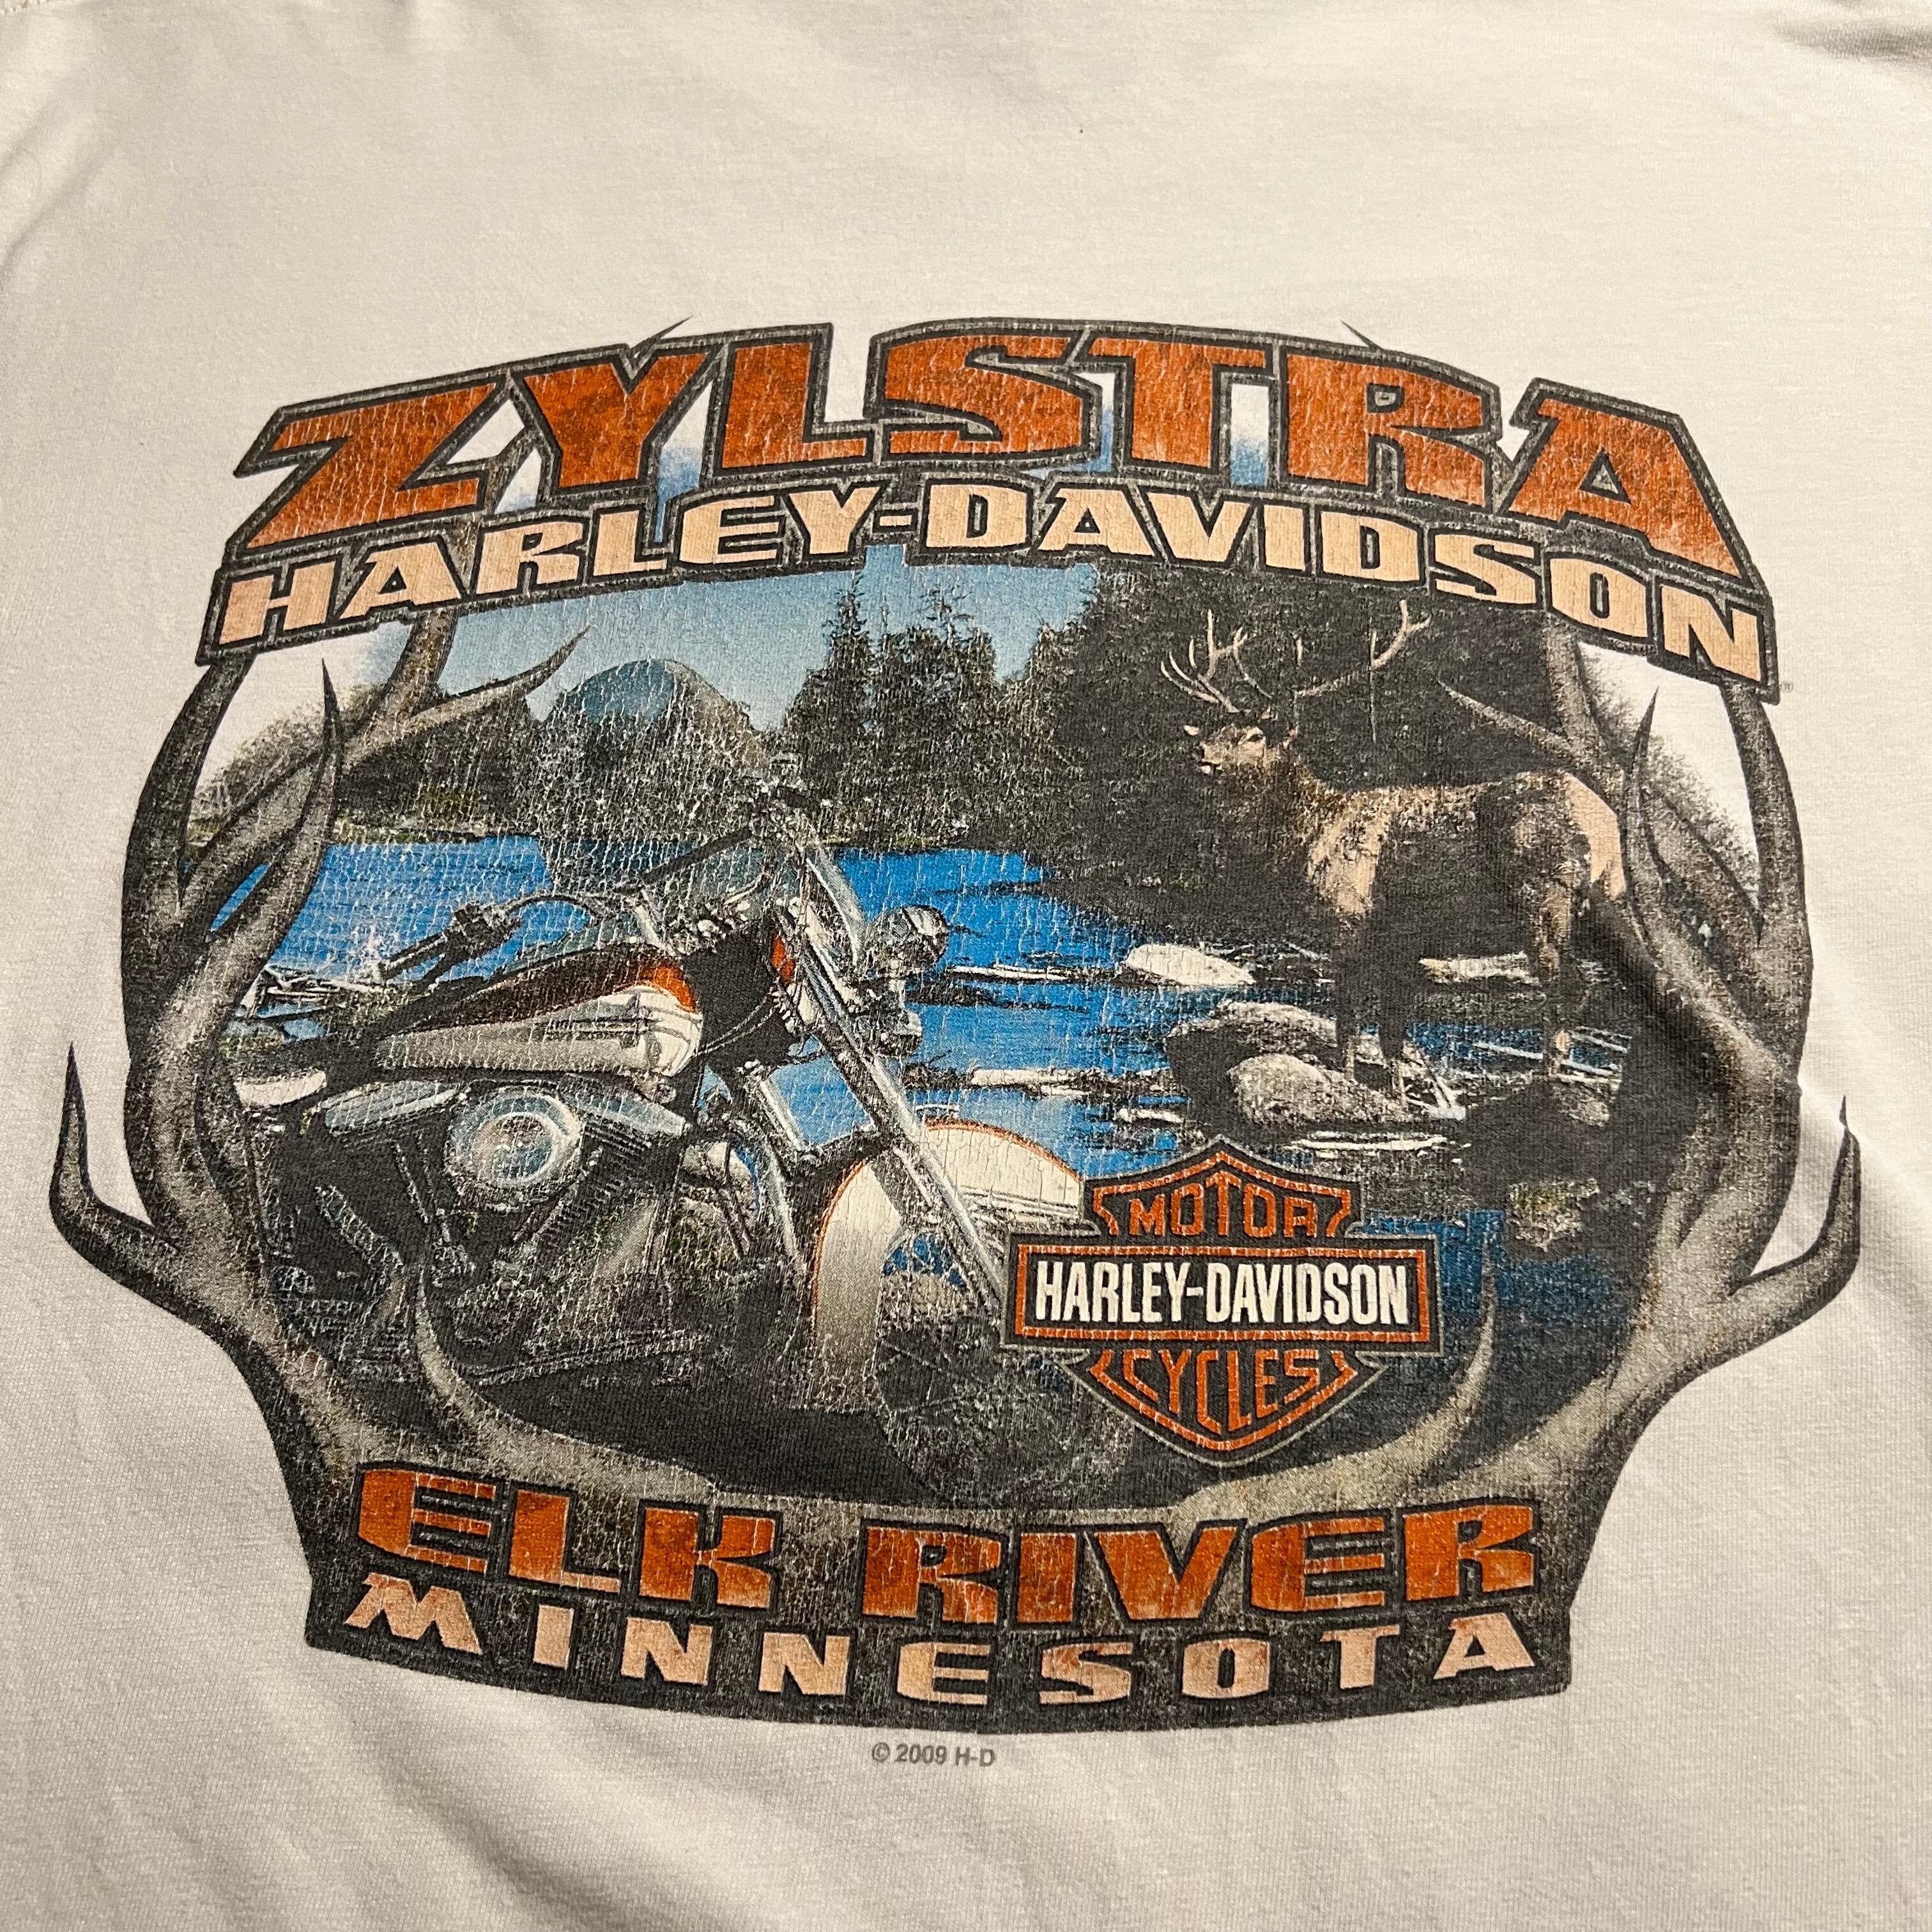 ZYLSTRA
HARLEY-DAVIDSON
MOTOR
HARLEY-DAVIDSON
CYCLES
ELK RIVER
MINNESOTA
© 2009 H-D